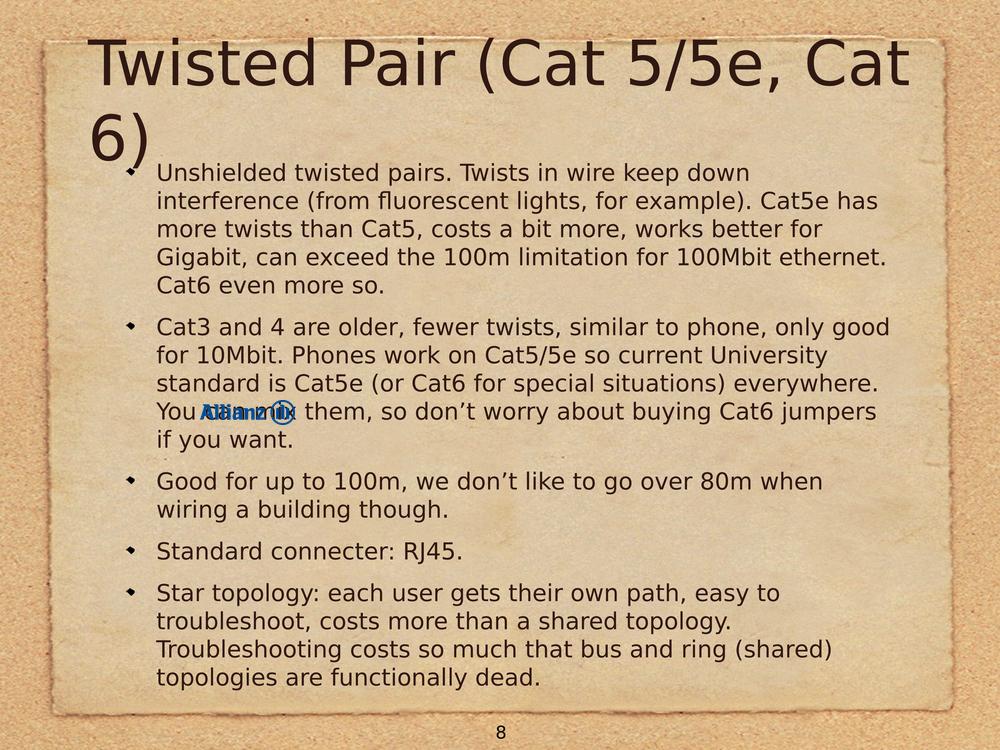 Twisted Pair (Cat 5/5e, Cat
6)
Unshielded twisted pairs. Twists in wire keep down
interference (from fluorescent lights, for example). Cat5e has
more twists than Cat5, costs a bit more, works better for
Gigabit, can exceed the 100m limitation for 100Mbit ethernet.
Cat6 even more so.
Cat3 and 4 are older, fewer twists, similar to phone, only good
for 10Mbit. Phones work on Cat5/5e so current University
standard is Cat5e (or Cat6 for special situations) everywhere.
You can mix them, so don’t worry about buying Cat6 jumpers
Allianz
if you want.
Good for up to 100m, we don’t like to go over 80m when
wiring a building though.
Standard connecter: RJ45.
Star topology: each user gets their own path, easy to
troubleshoot, costs more than a shared topology.
Troubleshooting costs so much that bus and ring (shared)
topologies are functionally dead.
8